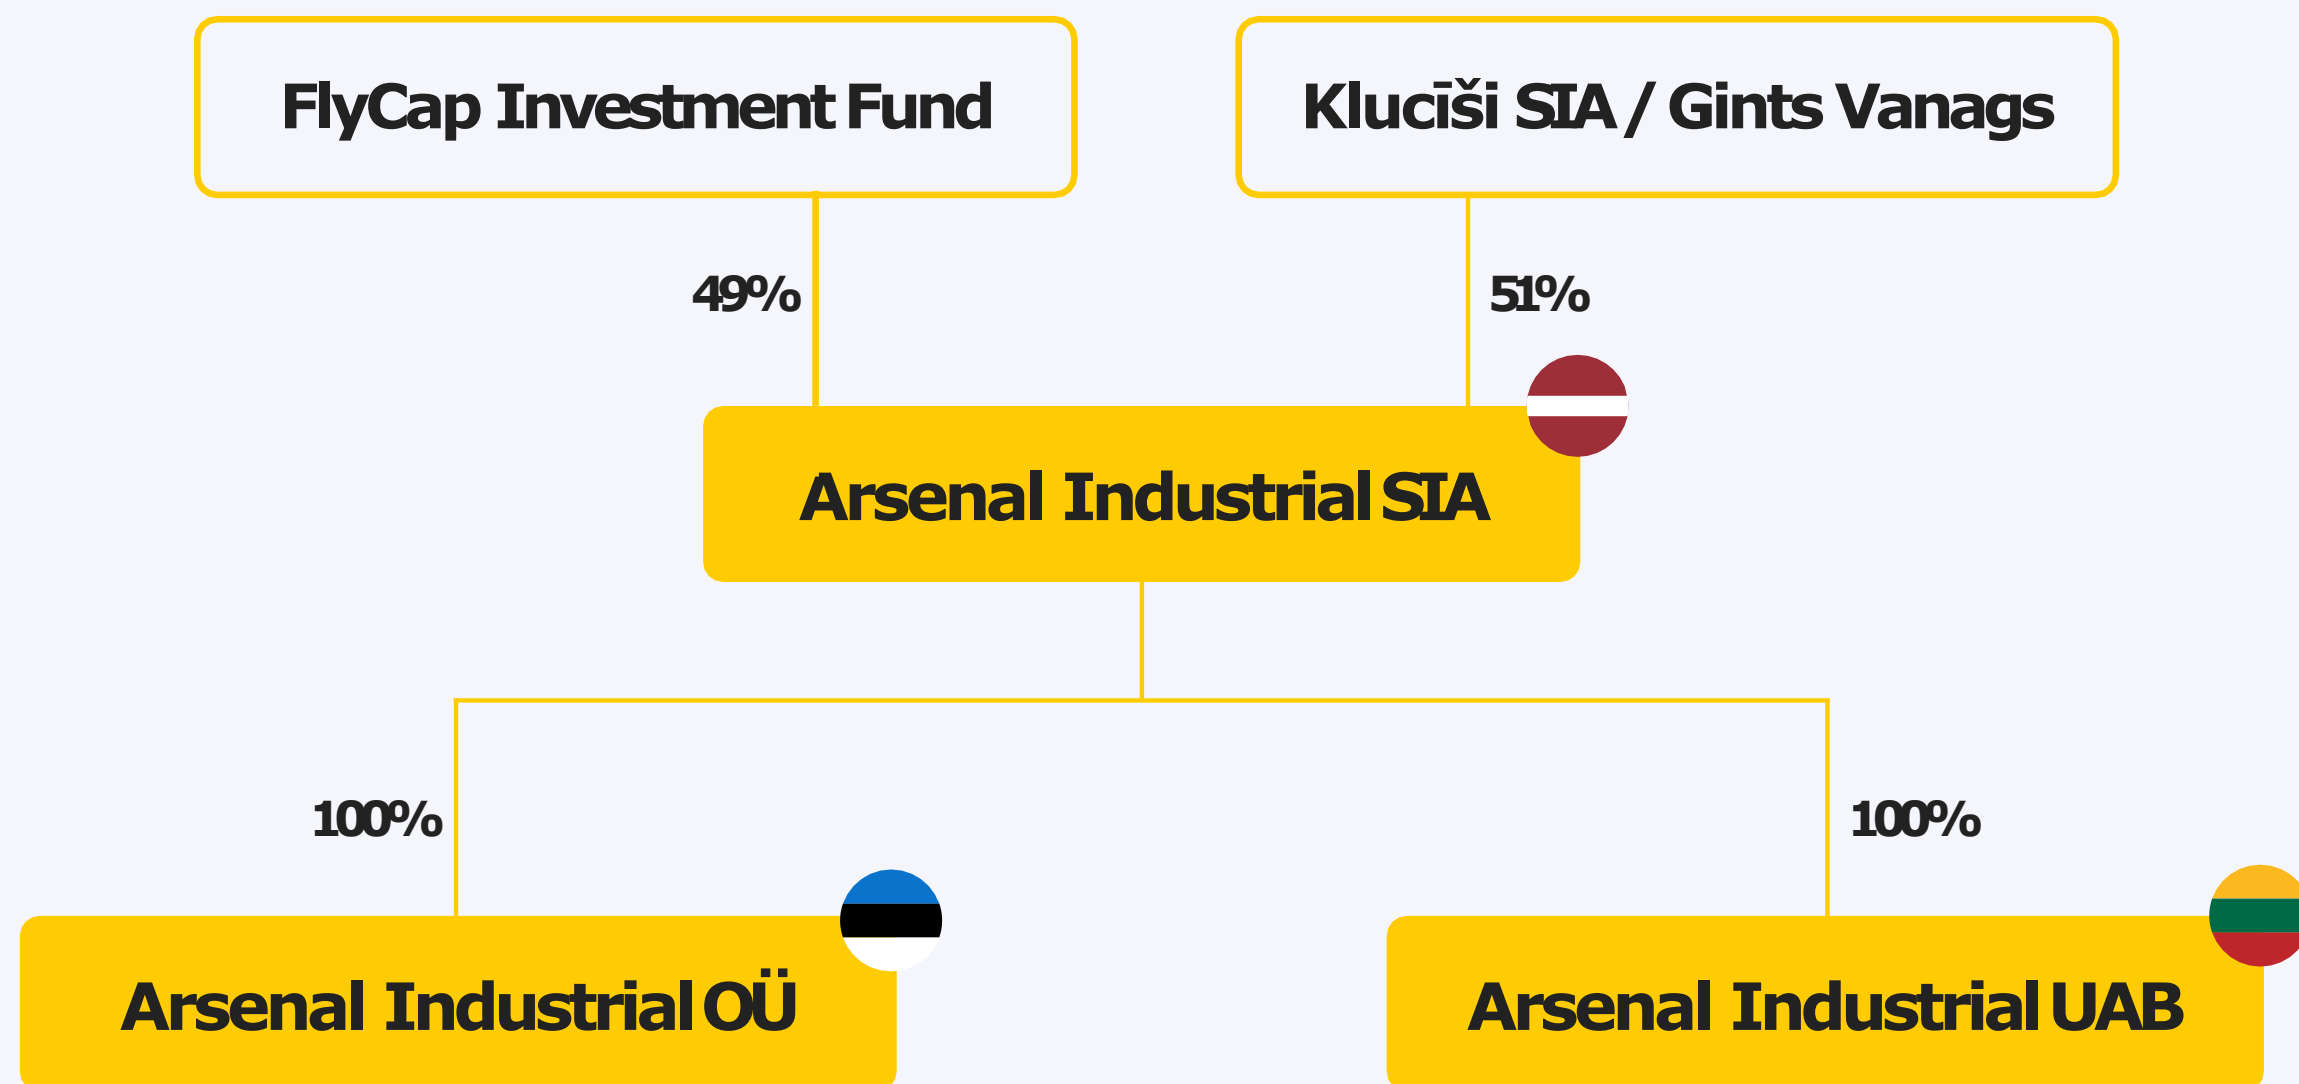 FlyCap Investment Fund
Klucīši SIA / Gints Vanags
49%
51%
Arsenal Industrial SIA
100%
100%
Arsenal Industrial OÜ
Arsenal Industrial UAB